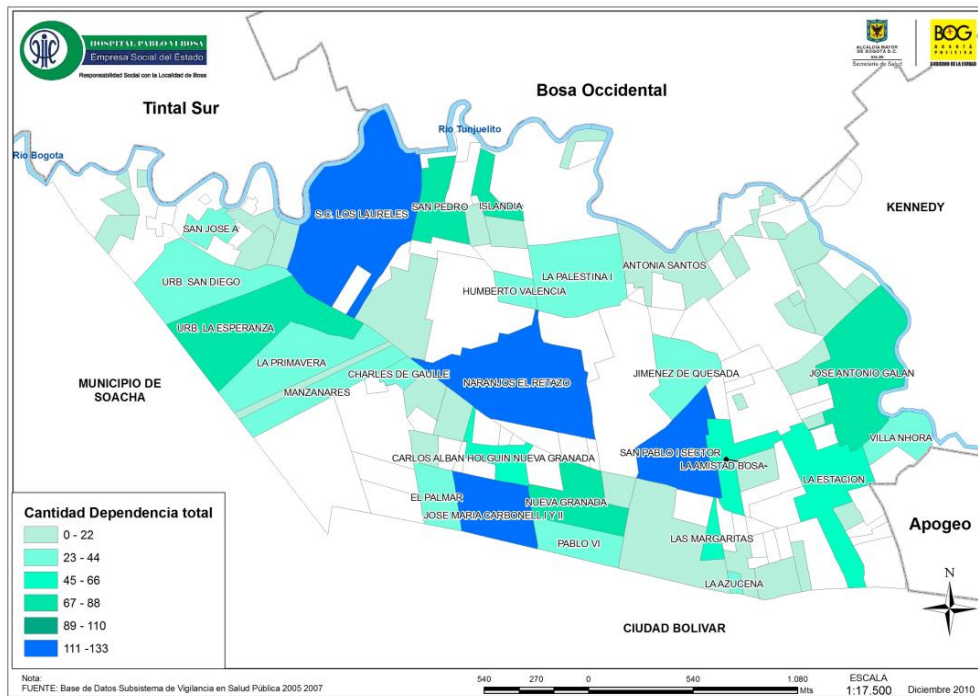 HOSPITAL PABLO VI BOSA
Empresa Social del Estado
Responsabilidad Social con la Localidad de Bosa
ALCALDÍA MAYOR
DE BOGOTÁ D.C.
SALUD
Secretaría de Salud
BOG
BOGOTÁ
POSITIVA
GOBIERNO DE LA CIUDAD
Tintal Sur
Bosa Occidental
Rio Tunjuelito
Rio Bogota
KENNEDY
S.C. LOS LAURELES
SAN PEDRO
ISLANDIA
SAN JOSE A
ANTONIA SANTOS
LA PALESTINA I
URB. SAN DIEGO
HUMBERTO VALENCIA
URB. LA ESPERANZA
LA PRIMAVERA
CHARLES DE GAULLE
NARANJOS EL RETAZO
JIMENEZ DE QUESADA
JOSE ANTONIO GALAN
MUNICIPIO DE
SOACHA
MANZANARES
VILLA NHORA
CARLOS ALBAN HOLGUIN NUEVA GRANADA
SAN PABLO I SECTOR
LA AMISTAD BOSA
LA ESTACION
EL PALMAR
NUEVA GRANADA
JOSE MARIA CARBONELL I Y II
Apogeo
PABLO VI
LAS MARGARITAS
LA AZUCENA
CIUDAD BOLIVAR
N
Cantidad Dependencia total
0 - 22
23 - 44
45 - 66
67 - 88
89 - 110
111 -133
Nota:
FUENTE: Base de Datos Subsistema de Vigilancia en Salud Pública 2005 2007
540 270 0 540 1.080
Mts
ESCALA
1:17.500
Diciembre 2010